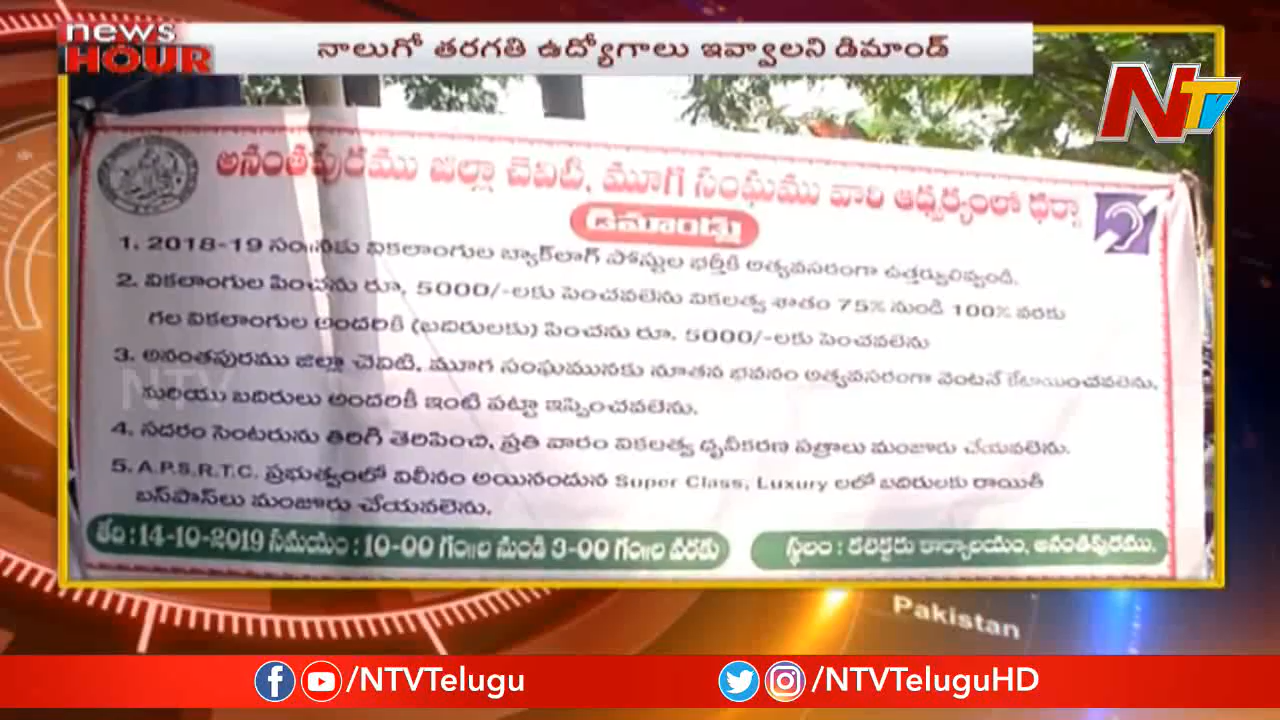 news
HOUR
నాలుగో తరగతి ఉద్యోగాలు ఇవ్వాలని డిమాండ్
NTV
అనంతపురము జిల్లా చెవిటి, మూగ సంఘము వారి ఆధ్వర్యంలో ధర్నా
డిమాండ్లు
1. 2018-19 సం॥నకు వికలాంగుల బ్యాక్‌లాగ్ పోస్టుల భర్తీకి అత్యవసరంగా ఉత్తర్వులివ్వండి.
2. వికలాంగుల పించను రూ. 5000/-లకు పెంచవలెను వికలత్వ శాతం 75% నుండి 100% వరకు
గల వికలాంగుల అందరికి (బదిరులకు) పించను రూ. 5000/-లకు పెంచవలెను
3. అనంతపురము జిల్లా చెవిటి, మూగ సంఘమునకు నూతన భవనం అత్యవసరంగా వెంటనే కేటాయించవలెను.
మరియు బదిరులు అందరికీ ఇంటి పట్టా ఇప్పించవలెను.
4. సదరం సెంటరును తిరిగి తెరిపించి, ప్రతి వారం వికలత్వ ధృవీకరణ పత్రాలు మంజూరు చేయవలెను.
5. A.P.S.R.T.C. ప్రభుత్వంలో విలీనం అయినందున Super Class, Luxury లలో బదిరులకు రాయితీ
బస్‌పాస్‌లు మంజూరు చేయవలెను.
తేది : 14-10-2019 సమయం : 10-00 గం॥ల నుండి 3-00 గం॥ల వరకు
స్థలం : కలెక్టరు కార్యాలయం, అనంతపురము.
NTV
Pakistan
/NTVTelugu
/NTVTeluguHD